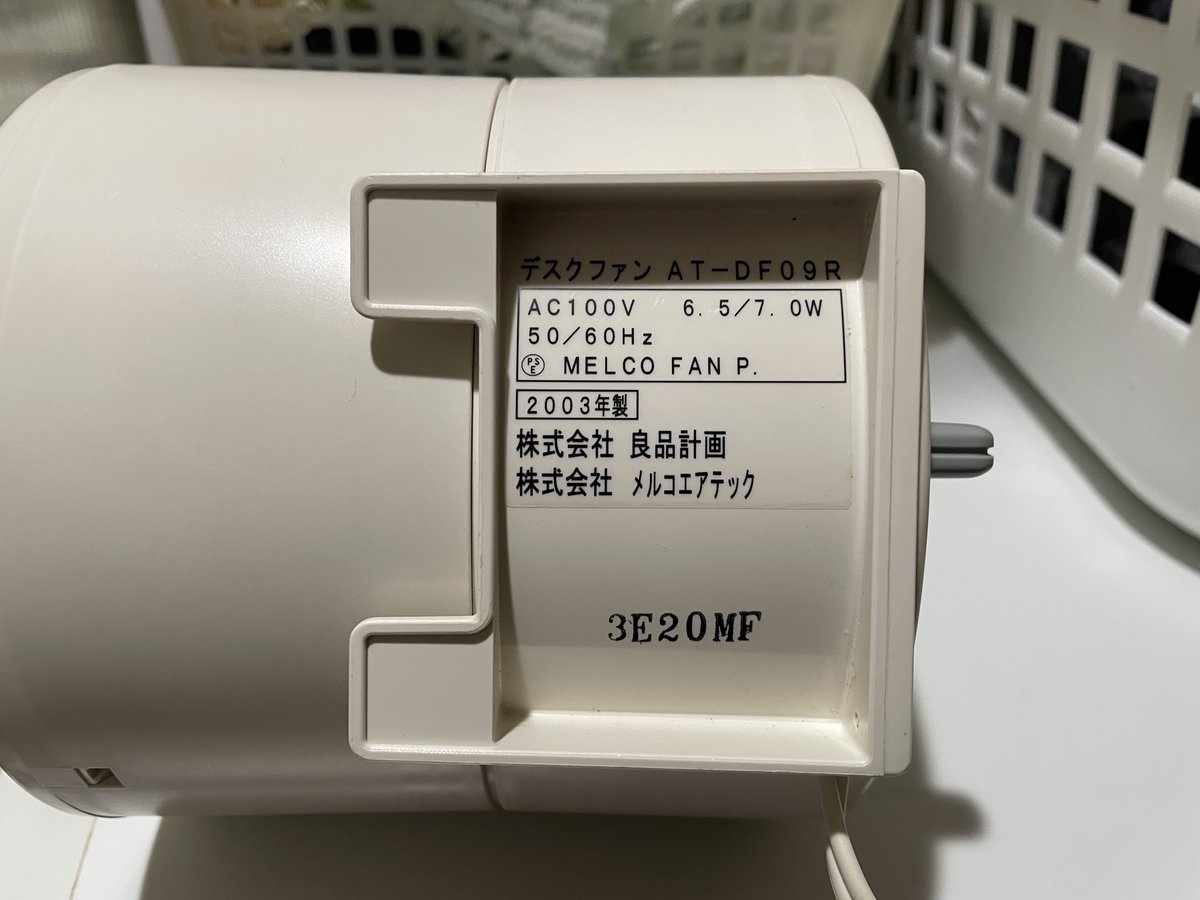 デスクファン AT-DF09R
AC100V 6.5/7.0W
50/60Hz
PSE MELCO FAN P.
2003年製
株式会社 良品計画
株式会社 メルコエアテック
3E20MF